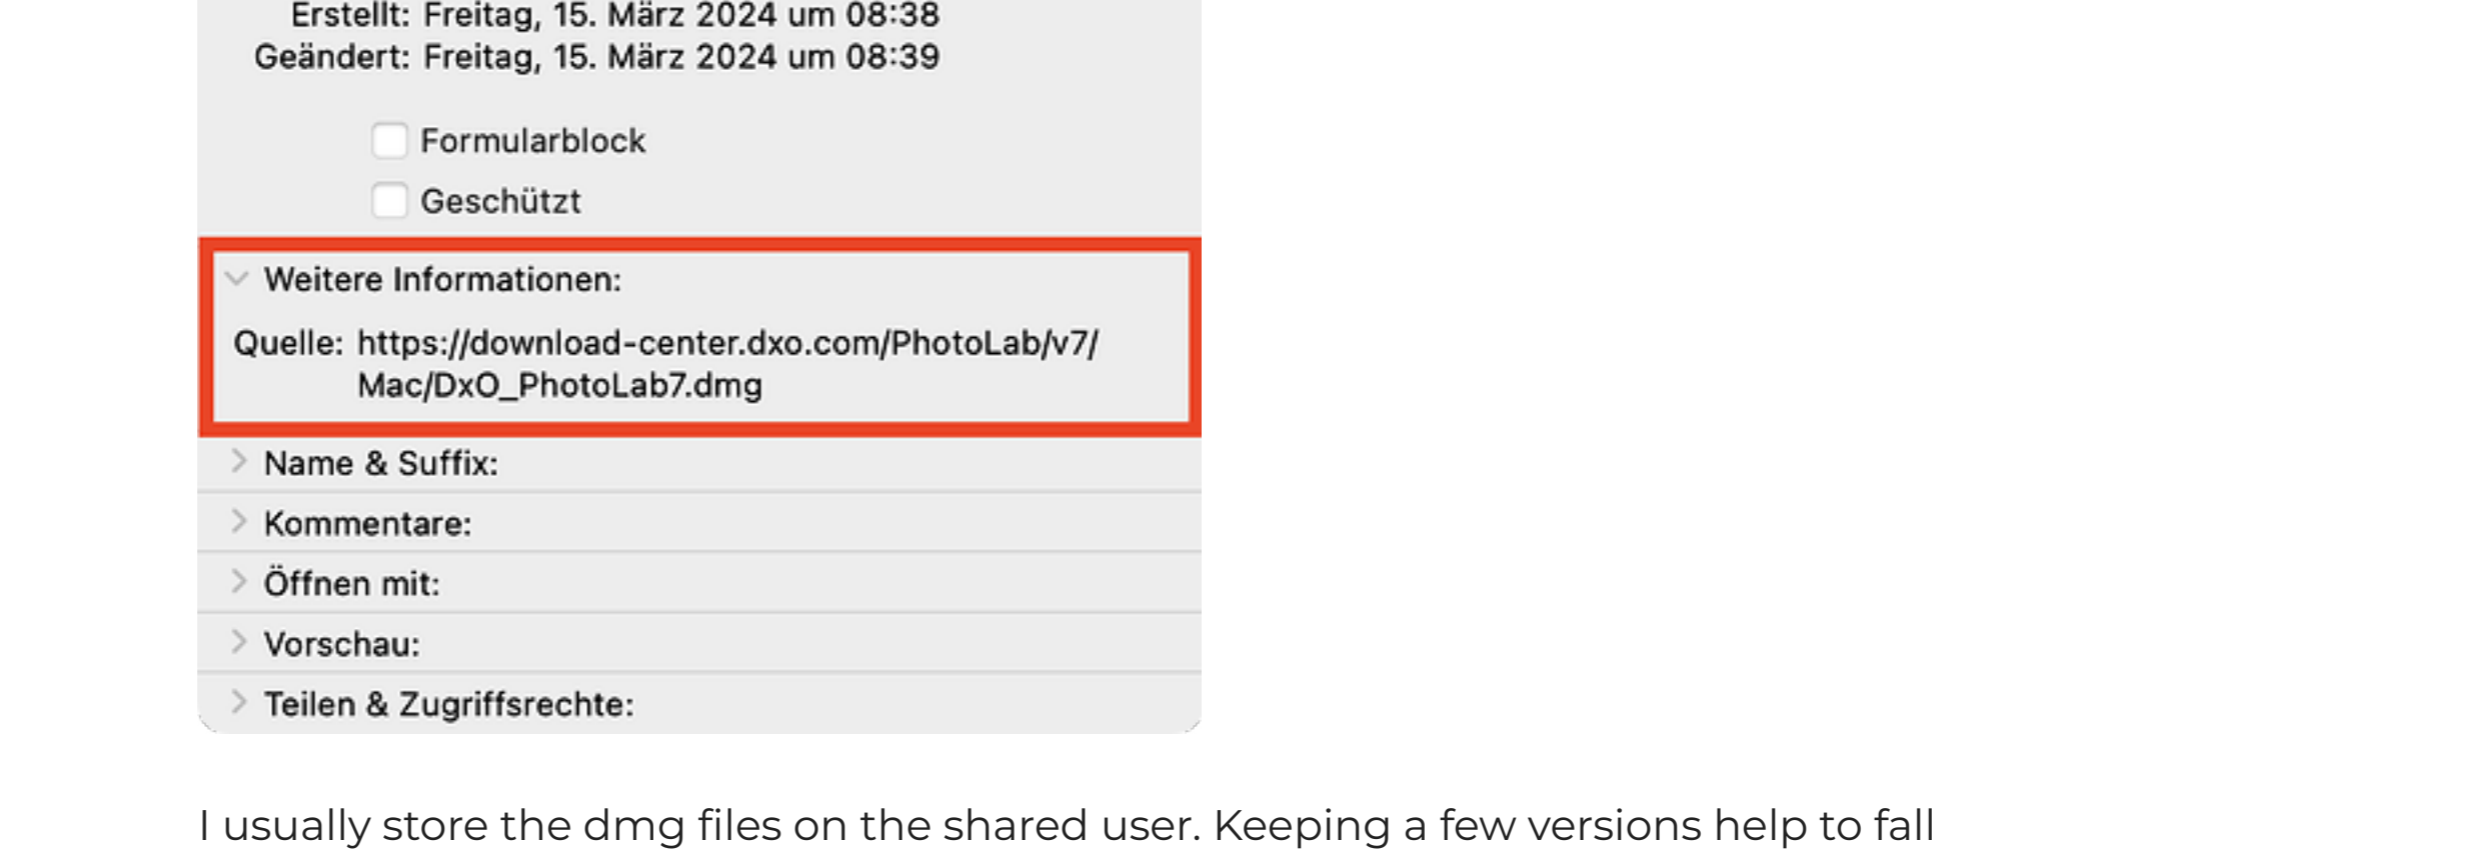 Erstellt: Freitag, 15. März 2024 um 08:38
Geändert: Freitag, 15. März 2024 um 08:39
Formularblock
Geschützt
Weitere Informationen:
Quelle: https://download-center.dxo.com/PhotoLab/v7/
Mac/DxO_PhotoLab7.dmg
Name & Suffix:
Kommentare:
Öffnen mit:
Vorschau:
Teilen & Zugriffsrechte:
I usually store the dmg files on the shared user. Keeping a few versions help to fall